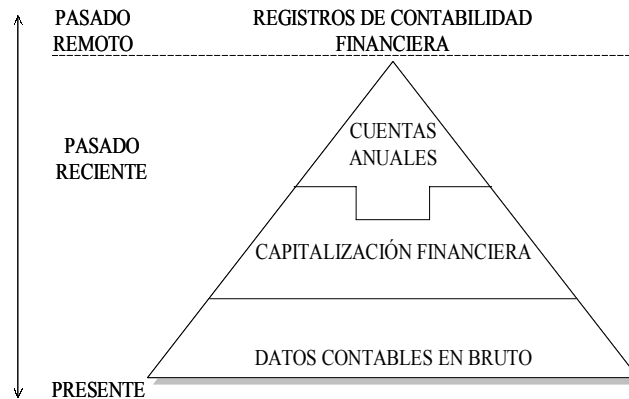 PASADO
REMOTO
REGISTROS DE CONTABILIDAD
FINANCIERA
CUENTAS
ANUALES
PASADO
RECIENTE
CAPITALIZACIÓN FINANCIERA
DATOS CONTABLES EN BRUTO
PRESENTE